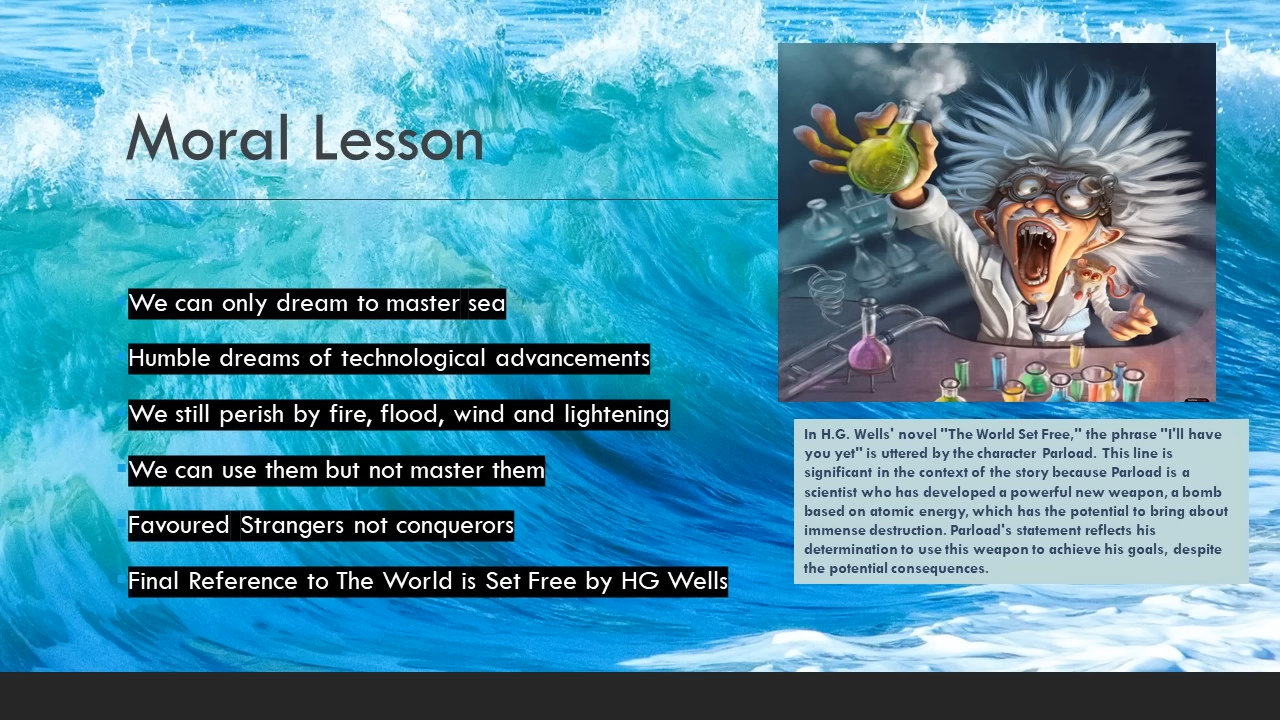 Moral Lesson
We can only dream to master sea
Humble dreams of technological advancements
We still perish by fire, flood, wind and lightening
We can use them but not master them
Favoured Strangers not conquerors
Final Reference to The World is Set Free by HG Wells
In H.G. Wells' novel "The World Set Free," the phrase "I'll have
you yet" is uttered by the character Parload. This line is
significant in the context of the story because Parload is a
scientist who has developed a powerful new weapon, a bomb
based on atomic energy, which has the potential to bring about
immense destruction. Parload's statement reflects his
determination to use this weapon to achieve his goals, despite
the potential consequences.